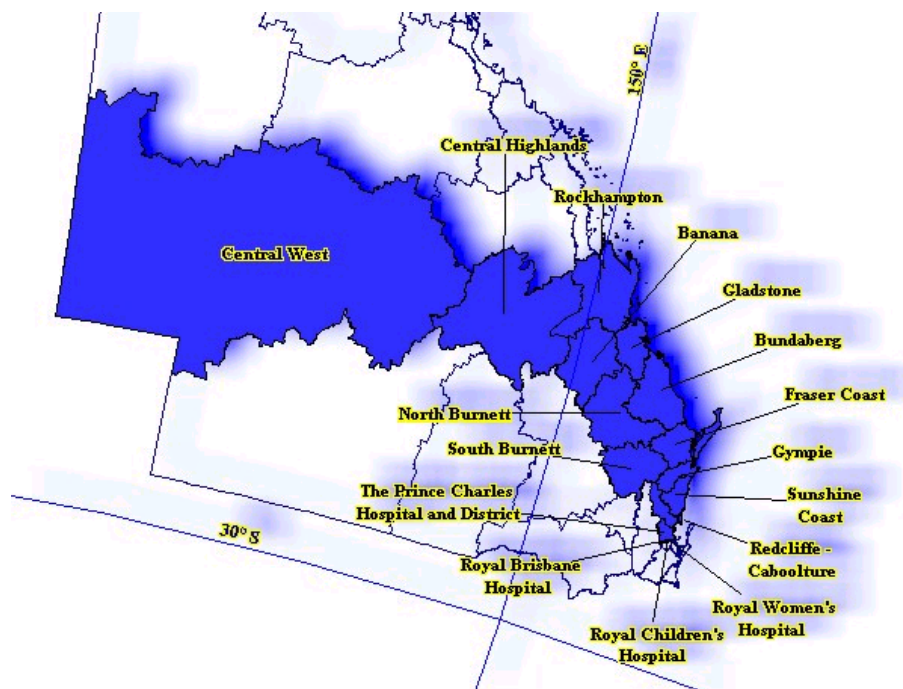 150° E
Central Highlands
Rockhampton
Banana
Central West
Gladstone
Bundaberg
Fraser Coast
North Burnett
South Burnett
Gympie
The Prince Charles
Hospital and District
Sunshine
Coast
30° S
Redcliffe -
Caboolture
Royal Brisbane
Hospital
Royal Women's
Hospital
Royal Children's
Hospital